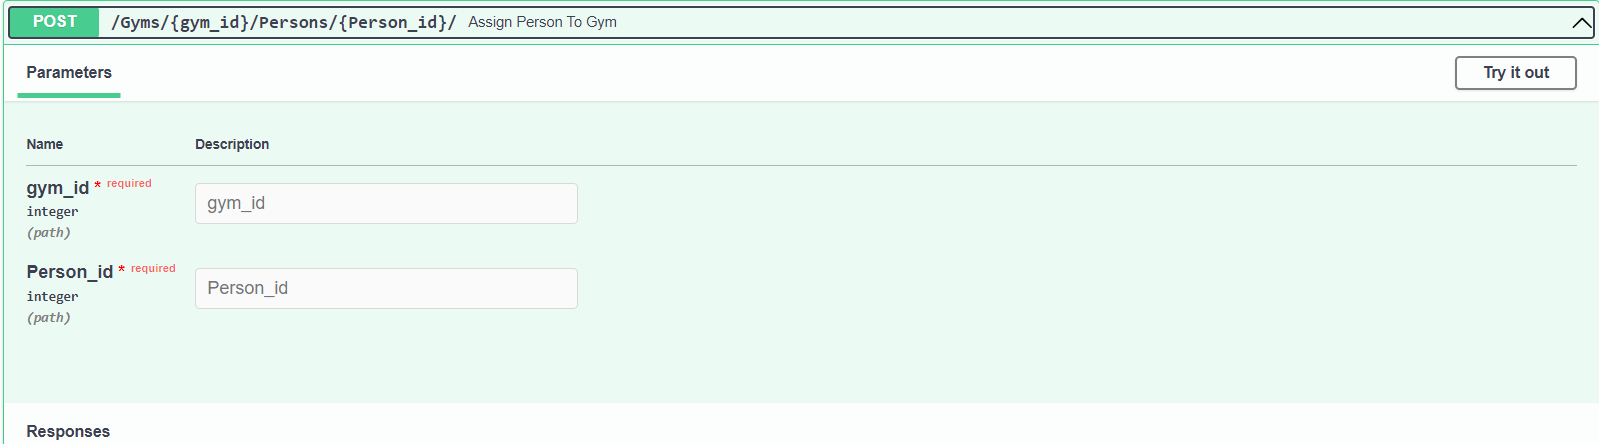 POST /Gyms/{gym_id}/Persons/{Person_id}/ Assign Person To Gym
Parameters Try it out
Name Description
gym_id * required gym_id
integer
(path)
Person_id * required Person_id
integer
(path)
Responses